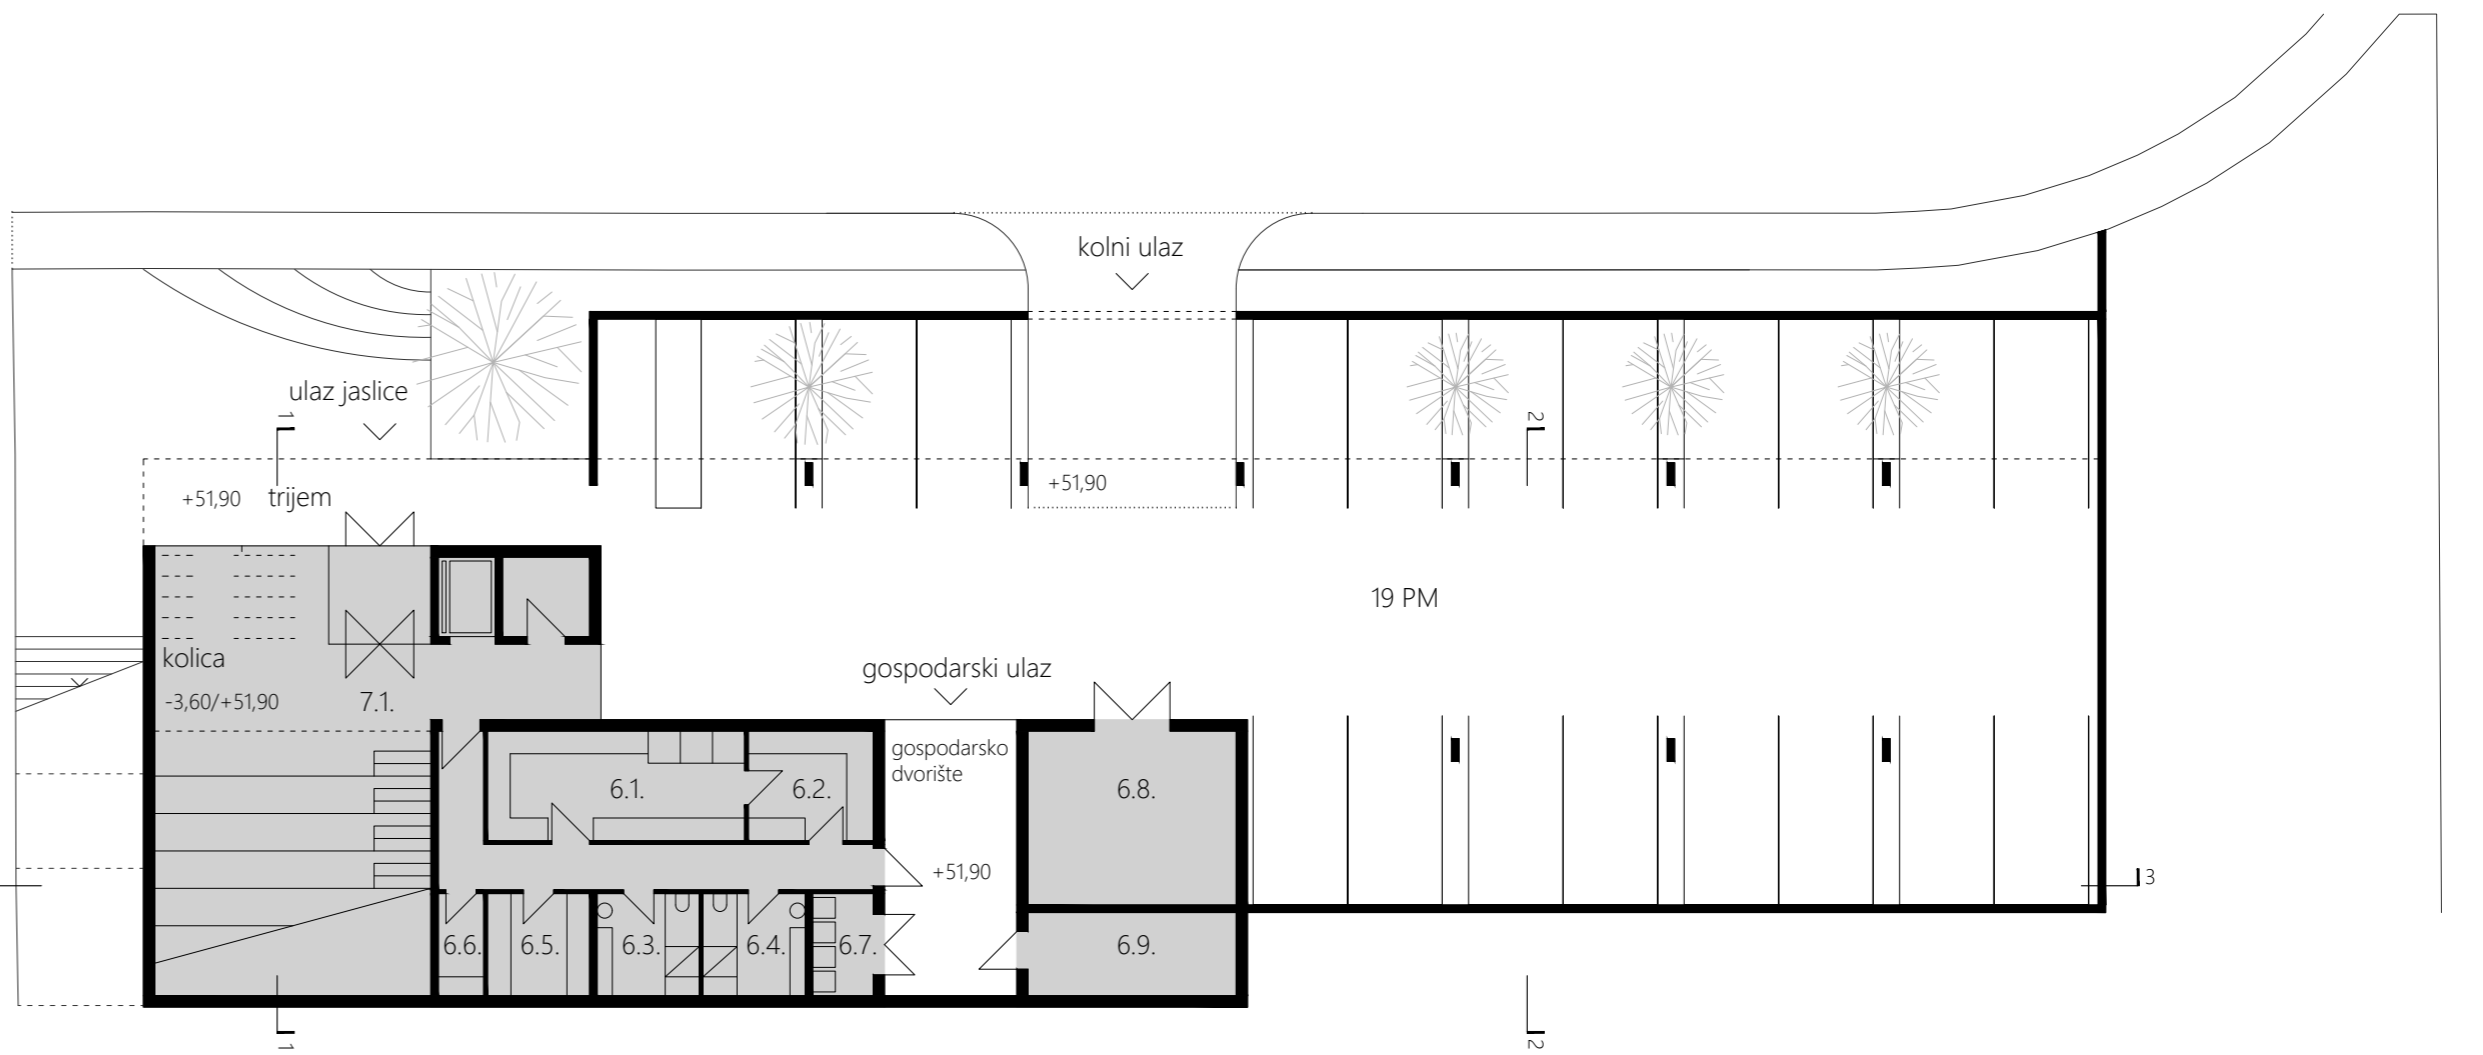 kolni ulaz
ulaz jaslice
1
2
+51,90
trijem
+51,90
19 PM
kolica
gospodarski ulaz
-3,60/+51,90
7.1.
gospodarsko
dvorište
6.1.
6.2.
6.8.
+51,90
3
6.6.
6.5.
6.3.
6.4.
6.7.
6.9.
1
2